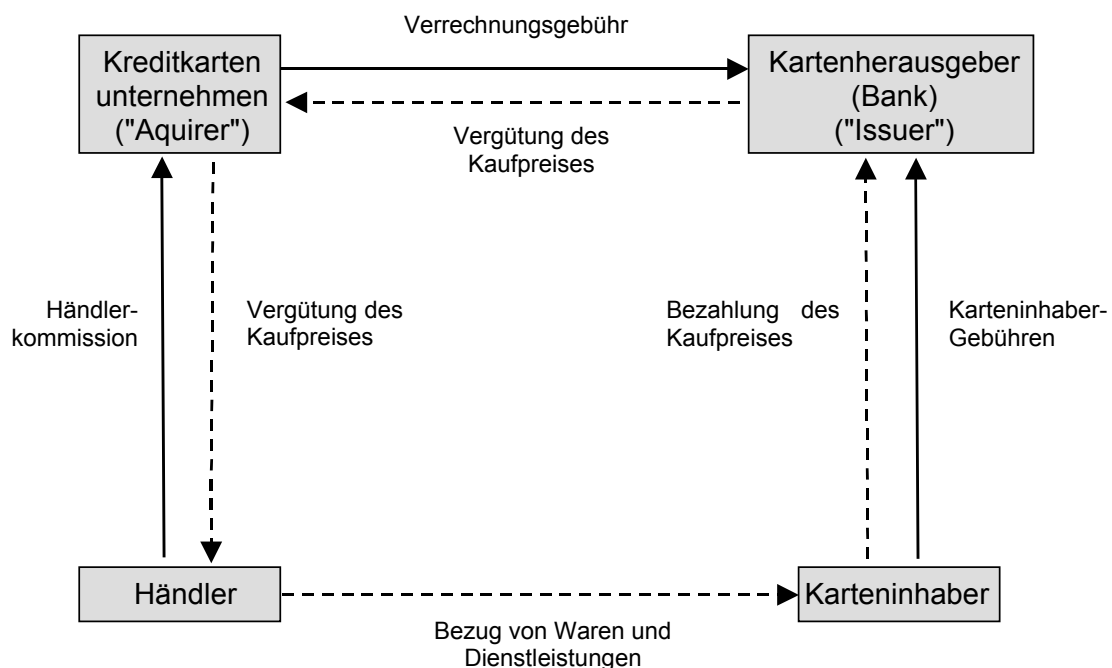 Verrechnungsgebühr
Kreditkarten
unternehmen
("Aquirer")
Kartenherausgeber
(Bank)
("Issuer")
Vergütung des
Kaufpreises
Händler-
kommission
Vergütung des
Kaufpreises
Bezahlung des
Kaufpreises
Karteninhaber-
Gebühren
Händler
Karteninhaber
Bezug von Waren und
Dienstleistungen